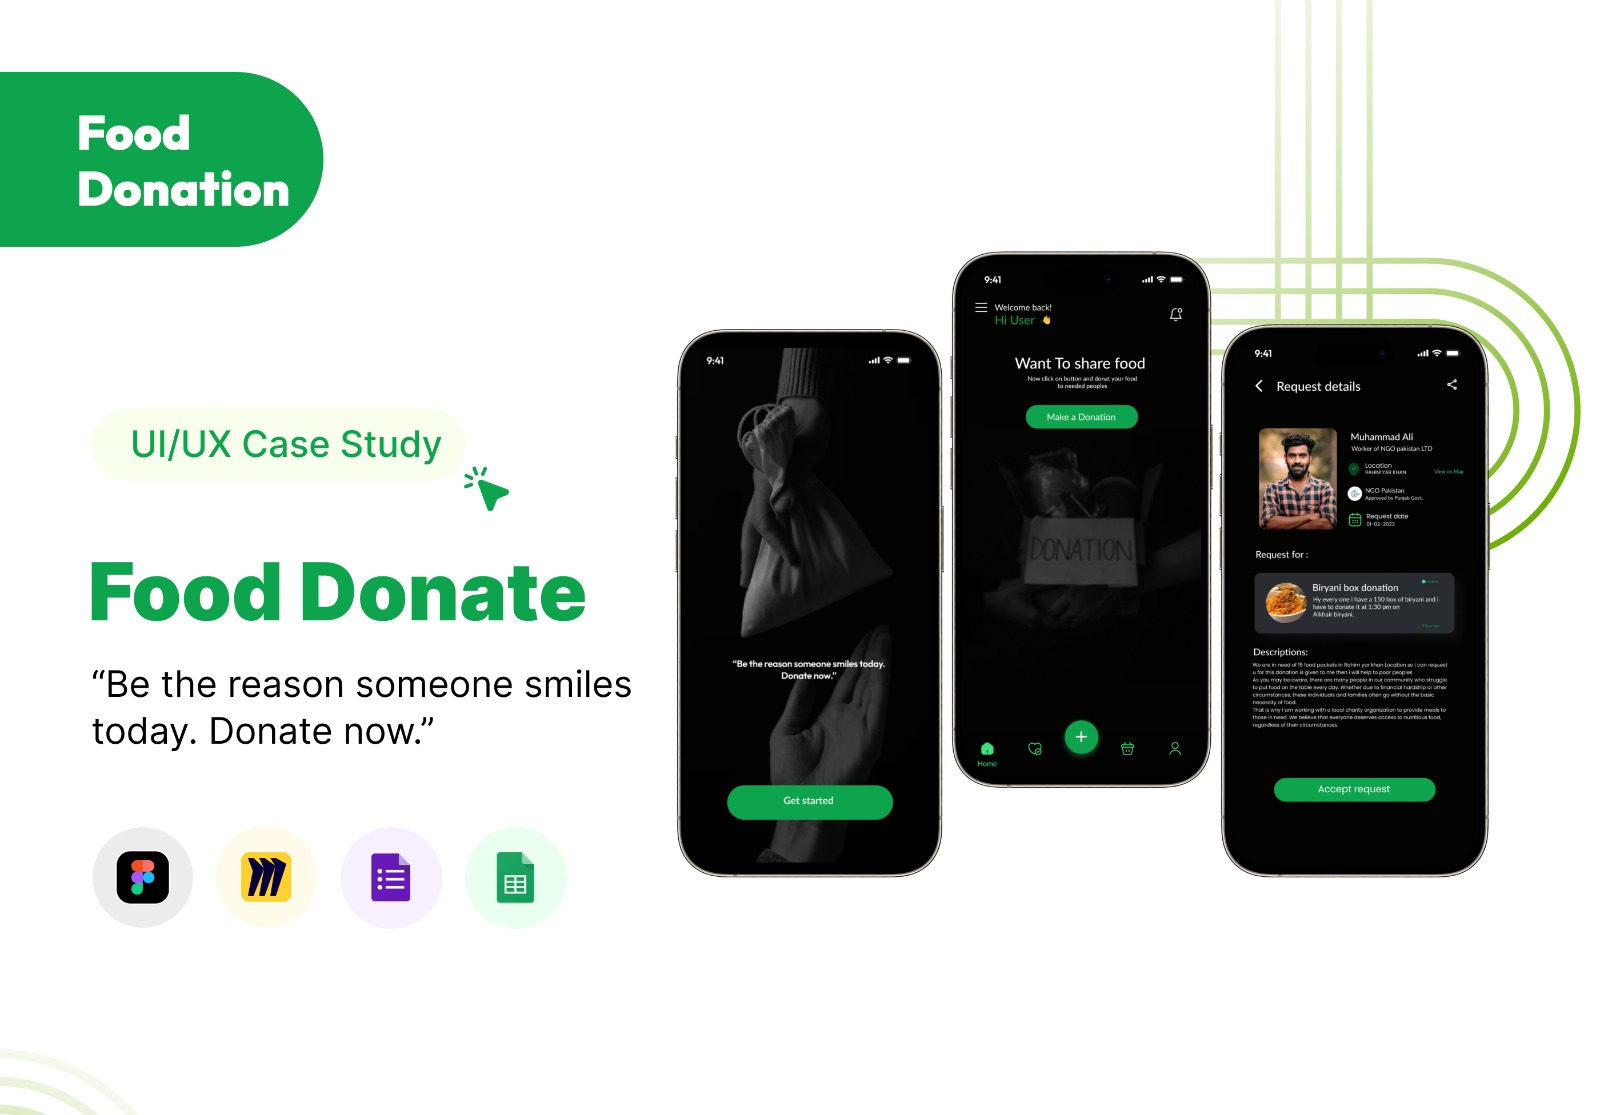 Food
Donation
UI/UX Case Study
Food Donate
“Be the reason someone smiles
today. Donate now.”
9:41
“Be the reason someone smiles today.
Donate now.”
Get started
9:41
Welcome back!
Hi User
Want To share food
Now click on button and donat your food
to needed peoples
Make a Donation
DONATION
Home
9:41
Request details
Muhammad Ali
Worker of NGO pakistan LTD
Location
RAHIM YAR KHAN
View on Map
NGO Pakistan
Approved by Punjab Govt.
Request date
01-02-2023
Request for :
Biryani box donation
Hy every one i have a 150 box of biryani and i
have to donate it at 1:30 pm on
Alkhair biryani.
Descriptions:
We are in need of 15 food packets in Rahim yar khan Location so i can request
u for this donation is given to me then i will help to poor peoples
As you may be aware, there are many people in our community who struggle
to put food on the table every day. Whether due to financial hardship or other
circumstances, these individuals and families often go without the basic
necessity of food.
That is why I am working with a local charity organization to provide meals to
those in need. We believe that everyone deserves access to nutritious food,
regardless of their circumstances.
Accept request